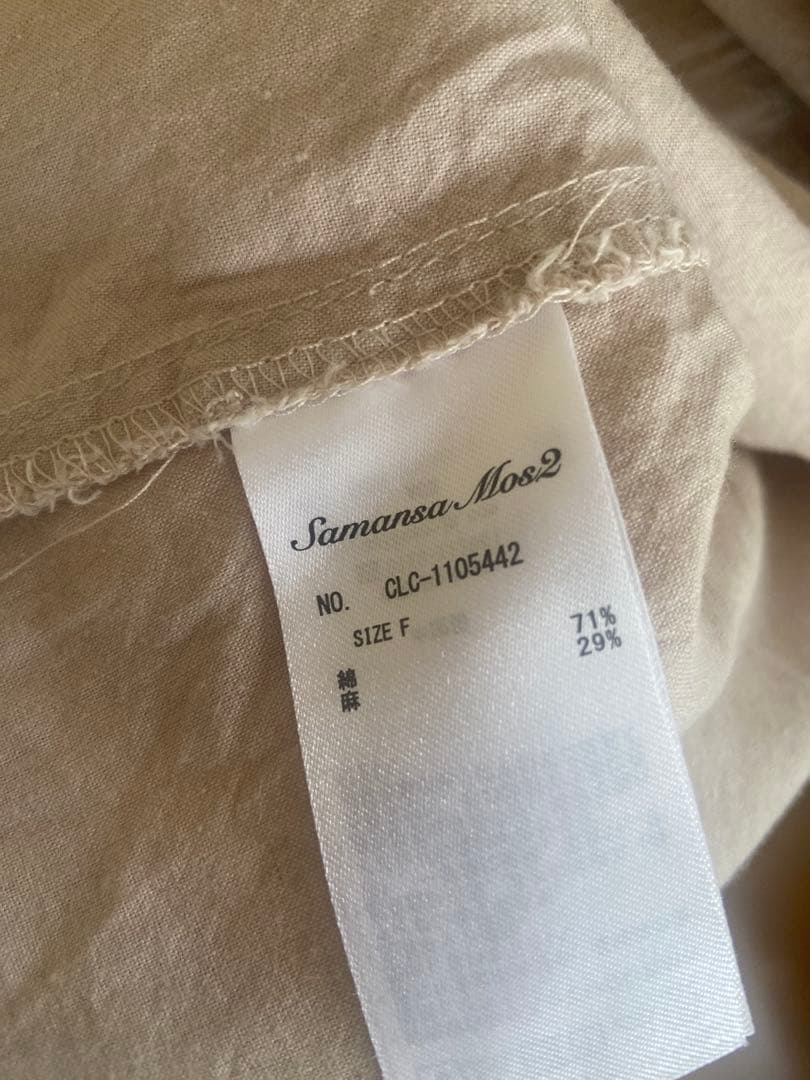 Samansa Mos2
NO. CLC-1105442
SIZE F
綿 71%
麻 29%